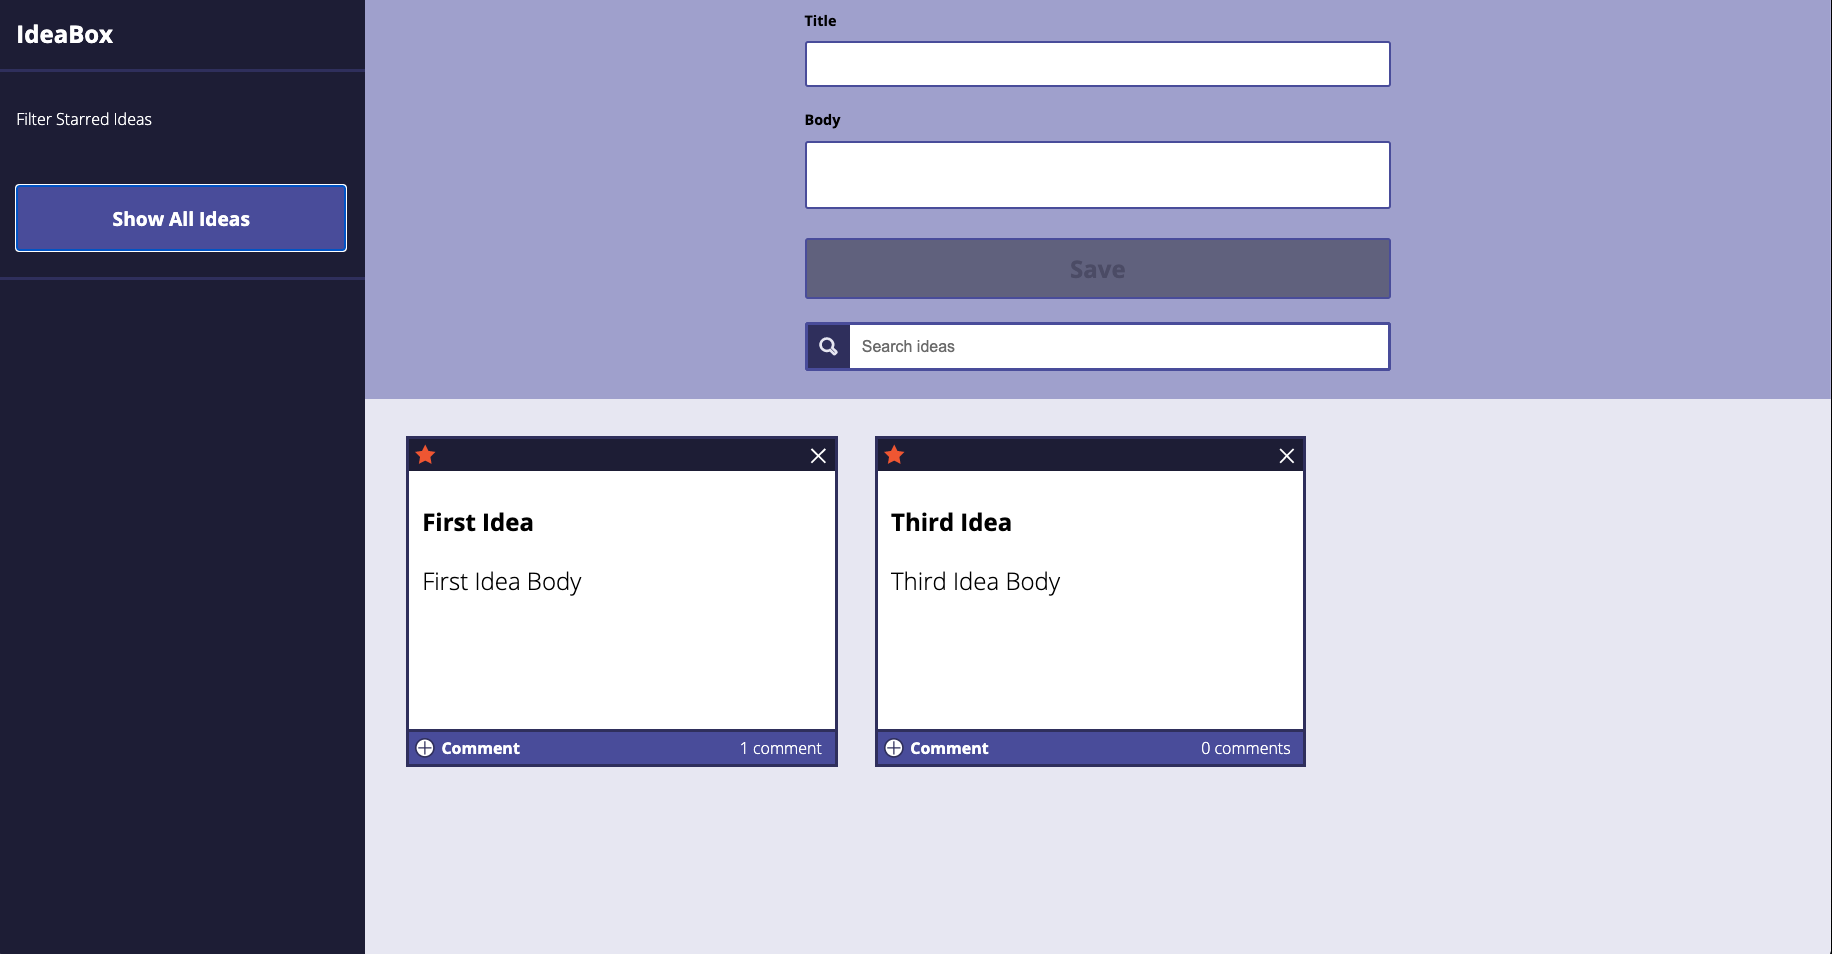 IdeaBox
Filter Starred Ideas
Show All Ideas
Title
Body
Save
Search ideas
First Idea
First Idea Body
Comment
1 comment
Third Idea
Third Idea Body
Comment
0 comments